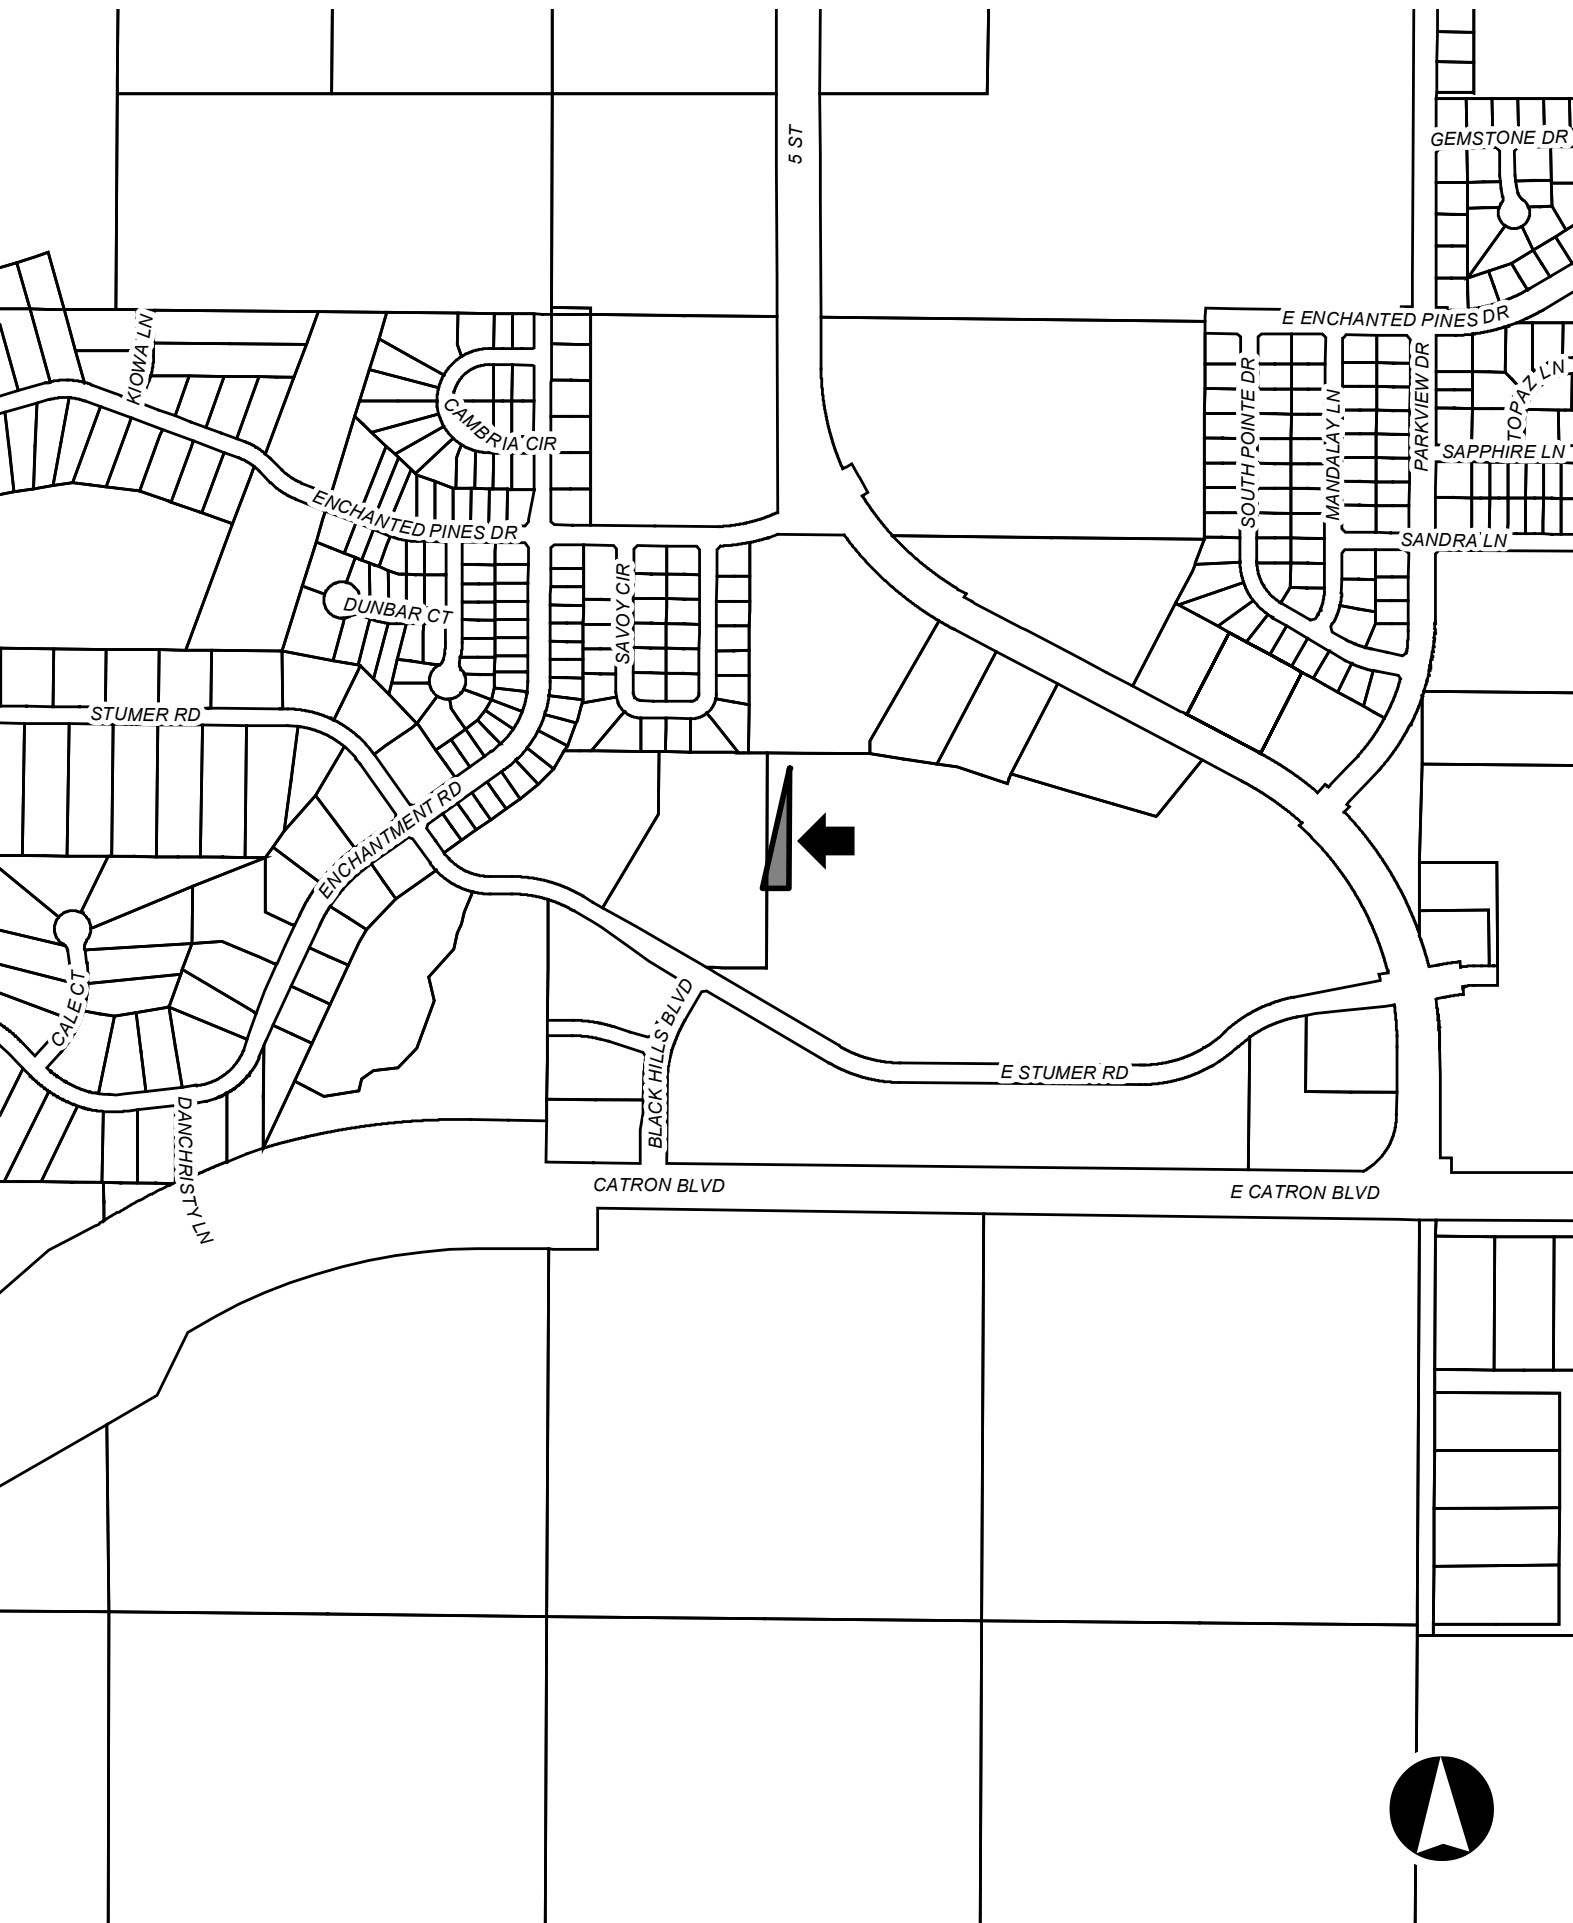 5 ST
GEMSTONE DR
E ENCHANTED PINES DR
KIOWA LN
SOUTH POINTE DR
MANDALAY LN
PARKVIEW DR
TOPAZ LN
CAMBRIA CIR
SAPPHIRE LN
ENCHANTED PINES DR
SANDRA LN
DUNBAR CT
SAVOY CIR
STUMER RD
ENCHANTMENT RD
CALE CT
BLACK HILLS BLVD
E STUMER RD
DANCHRISTY LN
CATRON BLVD
E CATRON BLVD